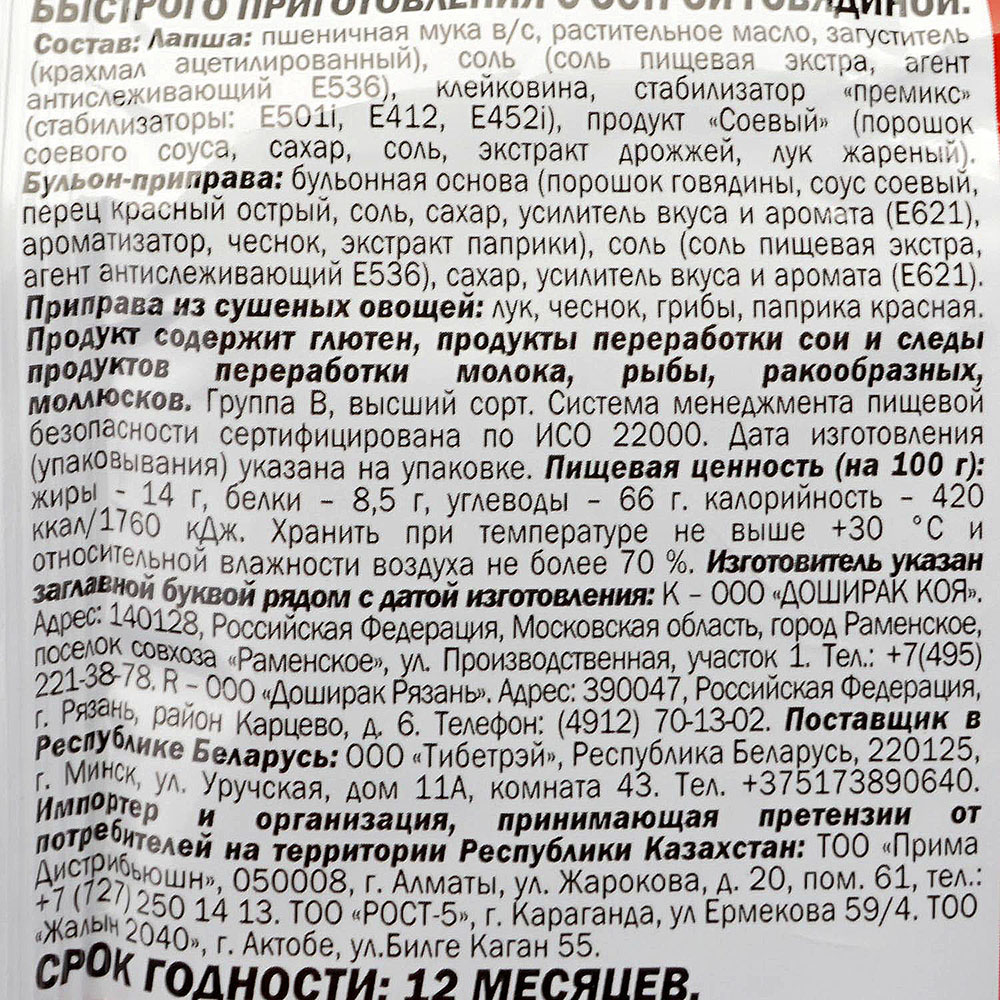 БЫСТРОГО ПРИГОТОВЛЕНИЯ С ОСТРОЙ ГОВЯДИНОЙ.
Состав: Лапша: пшеничная мука в/с, растительное масло, загуститель
(крахмал ацетилированный), соль (соль пищевая экстра, агент
антислеживающий Е536), клейковина, стабилизатор «премикс»
(стабилизаторы: Е501i, Е412, Е452i), продукт «Соевый» (порошок
соевого соуса, сахар, соль, экстракт дрожжей, лук жареный).
Бульон-приправа: бульонная основа (порошок говядины, соус соевый,
перец красный острый, соль, сахар, усилитель вкуса и аромата (Е621),
ароматизатор, чеснок, экстракт паприки), соль (соль пищевая экстра,
агент антислеживающий Е536), сахар, усилитель вкуса и аромата (Е621).
Приправа из сушеных овощей: лук, чеснок, грибы, паприка красная.
Продукт содержит глютен, продукты переработки сои и следы
продуктов переработки молока, рыбы, ракообразных,
моллюсков. Группа В, высший сорт. Система менеджмента пищевой
безопасности сертифицирована по ИСО 22000. Дата изготовления
(упаковывания) указана на упаковке. Пищевая ценность (на 100 г):
жиры - 14 г, белки – 8,5 г, углеводы – 66 г. калорийность – 420
ккал/1760 кДж. Хранить при температуре не выше +30 °С и
относительной влажности воздуха не более 70 %. Изготовитель указан
заглавной буквой рядом с датой изготовления: К – ООО «ДОШИРАК КОЯ».
Адрес: 140128, Российская Федерация, Московская область, город Раменское,
поселок совхоза «Раменское», ул. Производственная, участок 1. Тел.: +7(495)
221-38-78. R – ООО «Доширак Рязань». Адрес: 390047, Российская Федерация,
г. Рязань, район Карцево, д. 6. Телефон: (4912) 70-13-02. Поставщик в
Республике Беларусь: ООО «Тибетрэй», Республика Беларусь, 220125,
г. Минск, ул. Уручская, дом 11А, комната 43. Тел. +375173890640.
Импортер и организация, принимающая претензии от
потребителей на территории Республики Казахстан: ТОО «Прима
Дистрибьюшн», 050008, г. Алматы, ул. Жарокова, д. 20, пом. 61, тел.:
+7 (727) 250 14 13. ТОО «РОСТ-5», г. Караганда, ул Ермекова 59/4. ТОО
«Жалын 2040», г. Актобе, ул.Билге Каган 55.
СРОК ГОДНОСТИ: 12 МЕСЯЦЕВ.